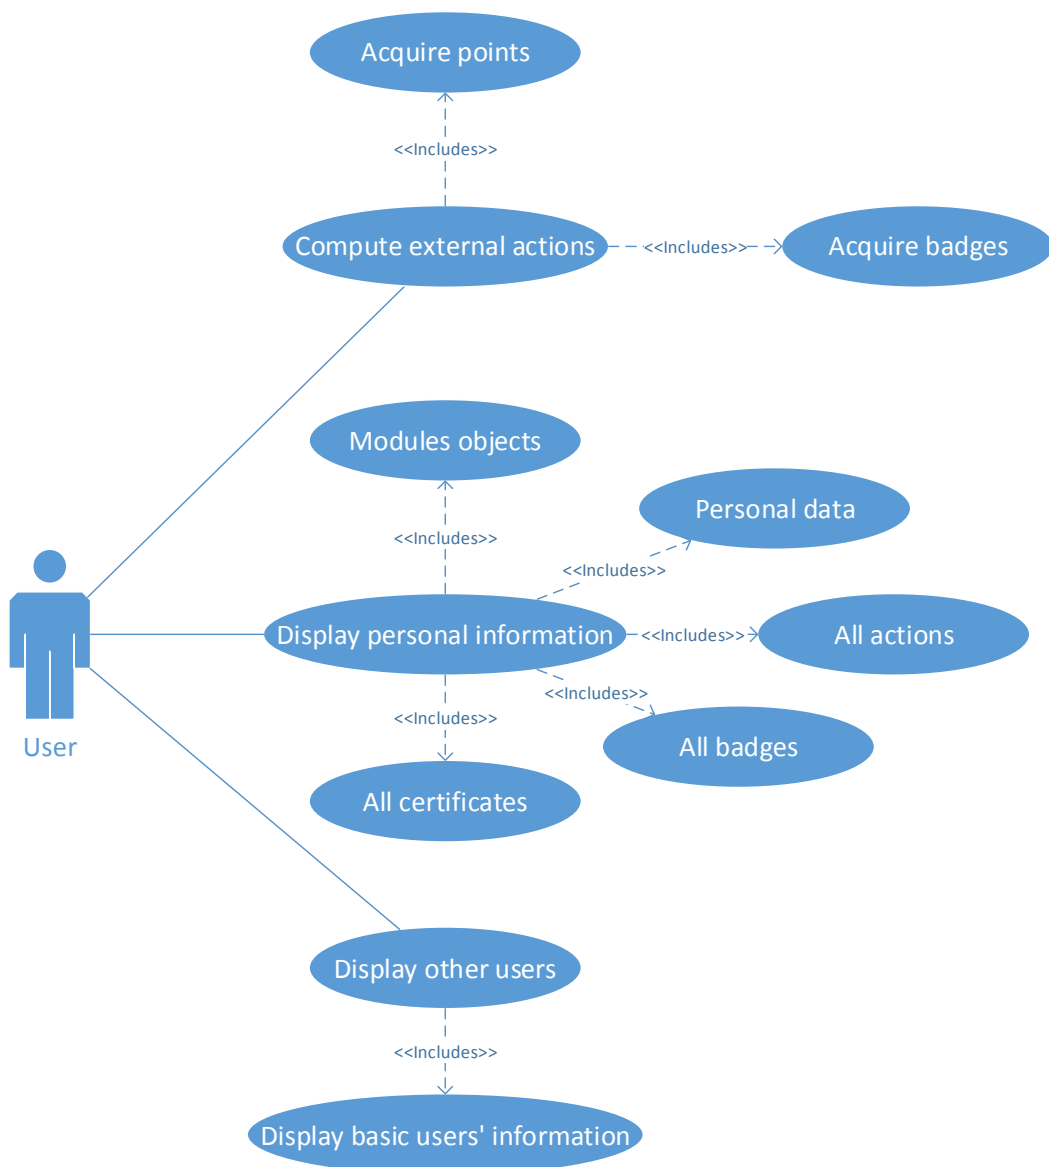 Acquire points
<<Includes>>
Compute external actions
<<Includes>>
Acquire badges
Modules objects
Personal data
<<Includes>>
<<Includes>>
Display personal information
<<Includes>>
All actions
<<Includes>>
<<Includes>>
User
All badges
All certificates
Display other users
<<Includes>>
Display basic users' information